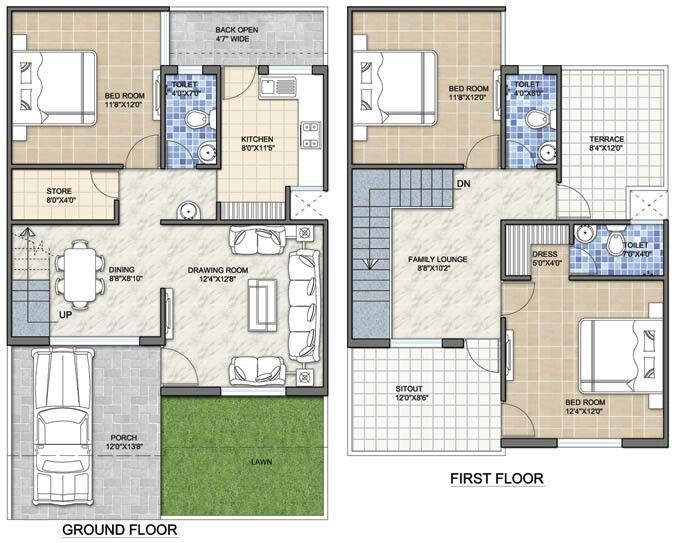 BACK OPEN
4'7" WIDE
BED ROOM
11'8"X12'0"
TOILET
4'0"X7'0"
KITCHEN
8'0"X11'5"
STORE
8'0"X4'0"
DINING
8'8"X8'10"
DRAWING ROOM
12'4"X12'8"
UP
PORCH
12'0"X13'8"
LAWN
GROUND FLOOR
BED ROOM
11'8"X12'0"
TOILET
4'0"X8'0"
TERRACE
8'4"X12'0"
DN
FAMILY LOUNGE
8'8"X10'2"
DRESS
5'0"X4'0"
TOILET
7'0"X4'0"
SITOUT
12'0"X8'6"
BED ROOM
12'4"X12'0"
FIRST FLOOR